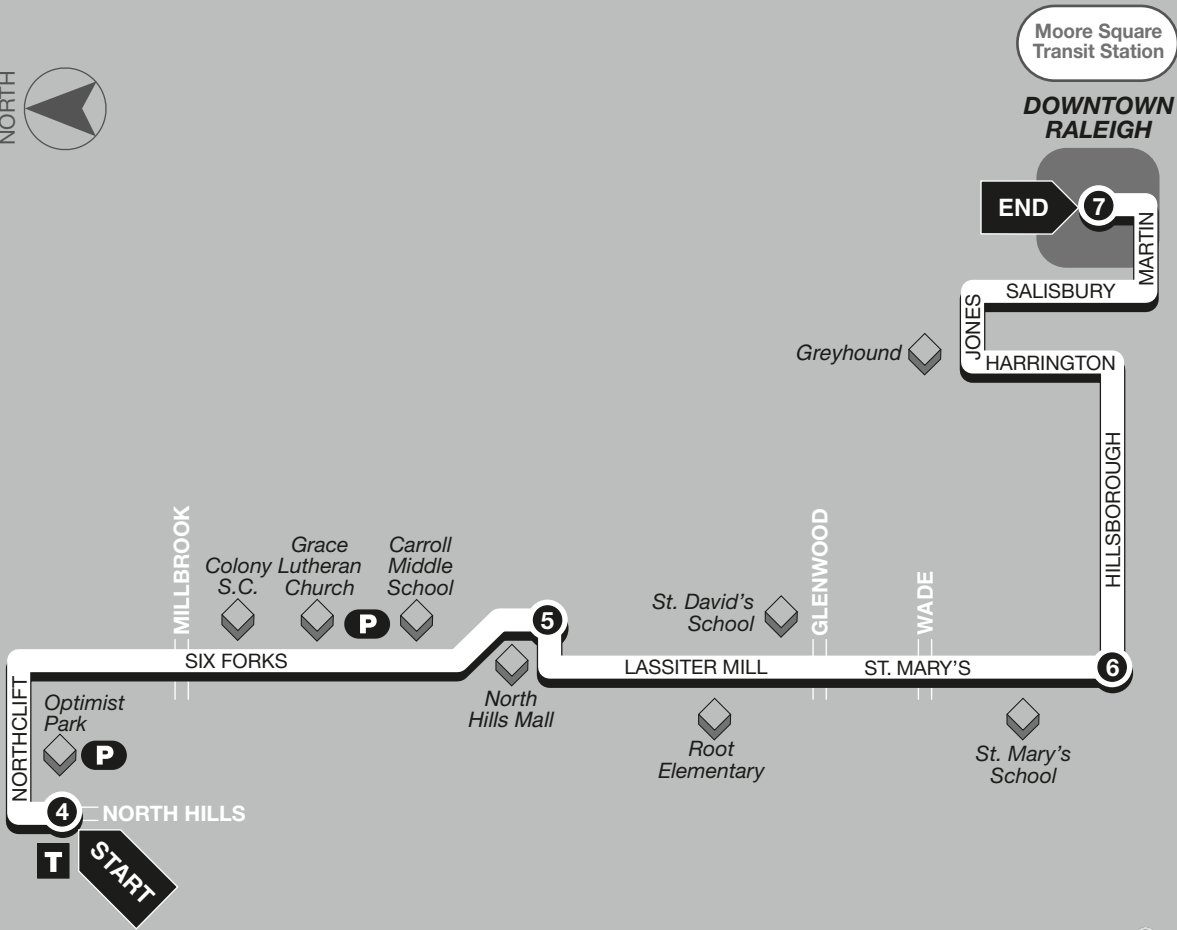 Moore Square
Transit Station
NORTH
DOWNTOWN
RALEIGH
END
7
MARTIN
SALISBURY
JONES
Greyhound
HARRINGTON
HILLSBOROUGH
MILLBROOK
Colony
S.C.
Grace
Lutheran
Church
P
Carroll
Middle
School
5
St. David's
School
GLENWOOD
WADE
SIX FORKS
LASSITER MILL
ST. MARY'S
6
NORTHCLIFT
Optimist
Park
P
North
Hills Mall
Root
Elementary
St. Mary's
School
4
NORTH HILLS
T
START